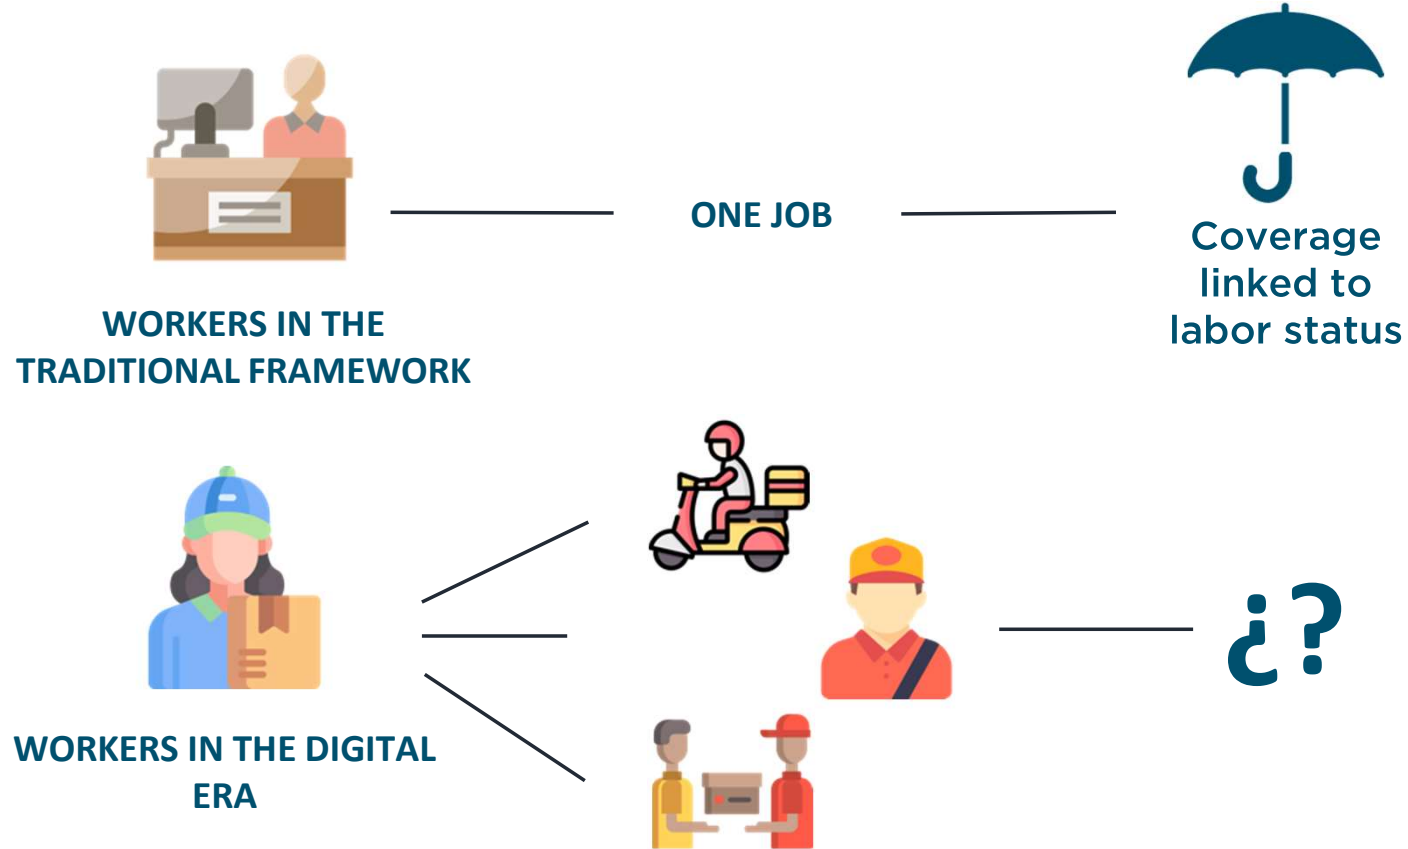 ONE JOB
Coverage
linked to
labor status
WORKERS IN THE
TRADITIONAL FRAMEWORK
¿?
WORKERS IN THE DIGITAL
ERA